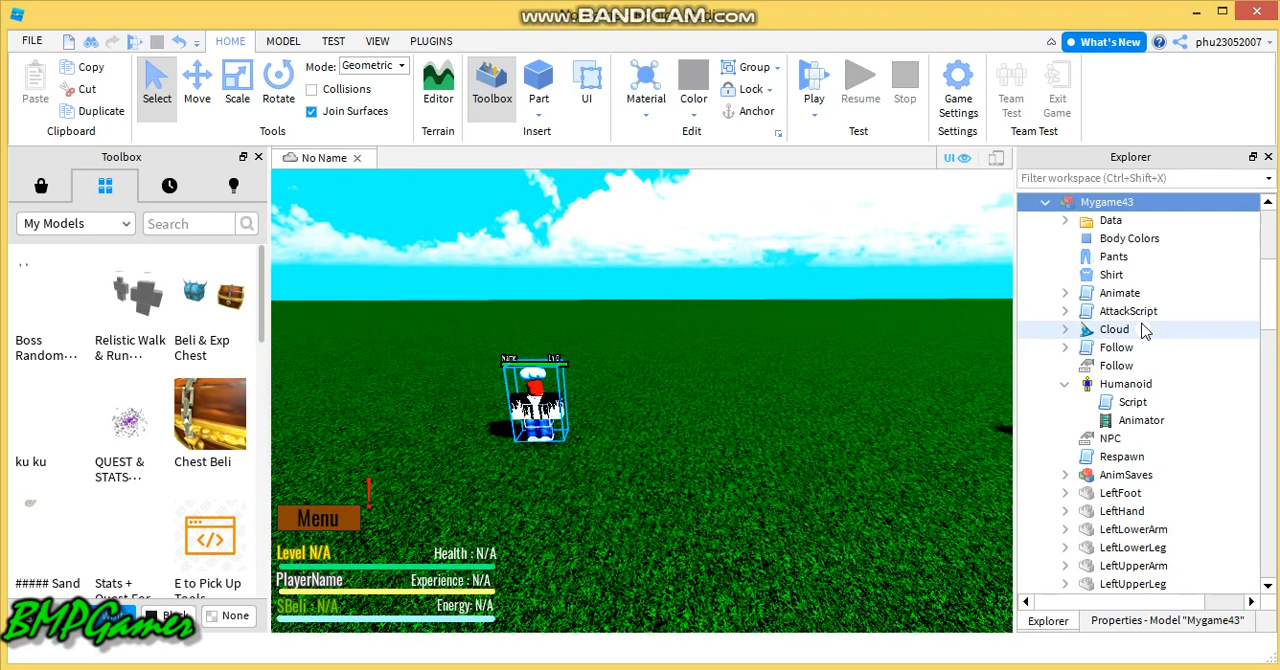 www.BANDICAM.com
FILE
HOME
MODEL
TEST
VIEW
PLUGINS
What's New
phu23052007
Paste
Copy
Cut
Duplicate
Clipboard
Select
Move
Scale
Rotate
Mode: Geometric
Collisions
Join Surfaces
Tools
Editor
Terrain
Toolbox
Part
UI
Insert
Material
Color
Group
Lock
Anchor
Edit
Play
Resume
Stop
Test
Game Settings
Settings
Team Test
Exit Game
Team Test
Toolbox
My Models
Search
Boss Random···
Relistic Walk & Run···
Beli & Exp Chest
ku ku
QUEST & STATS···
Chest Beli
##### Sand
Stats +
E to Pick Up
None
BMPGamer
No Name
UI
Name
Lv 0
!
Menu
Level N/A
Health : N/A
PlayerName
Experience : N/A
SBeli : N/A
Energy: N/A
Explorer
Filter workspace (Ctrl+Shift+X)
Mygame43
Data
Body Colors
Pants
Shirt
Animate
AttackScript
Cloud
Follow
Follow
Humanoid
Script
Animator
NPC
Respawn
AnimSaves
LeftFoot
LeftHand
LeftLowerArm
LeftLowerLeg
LeftUpperArm
LeftUpperLeg
Explorer
Properties - Model "Mygame43"